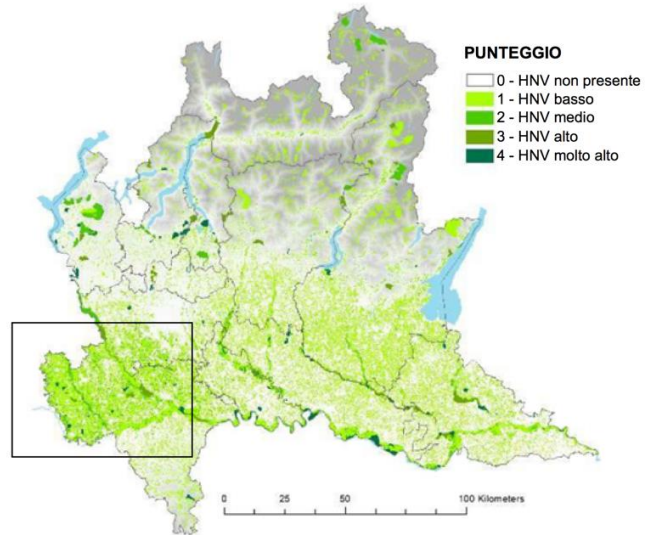 PUNTEGGIO
0 - HNV non presente
1 - HNV basso
2 - HNV medio
3 - HNV alto
4 - HNV molto alto
0 25 50 100 Kilometers